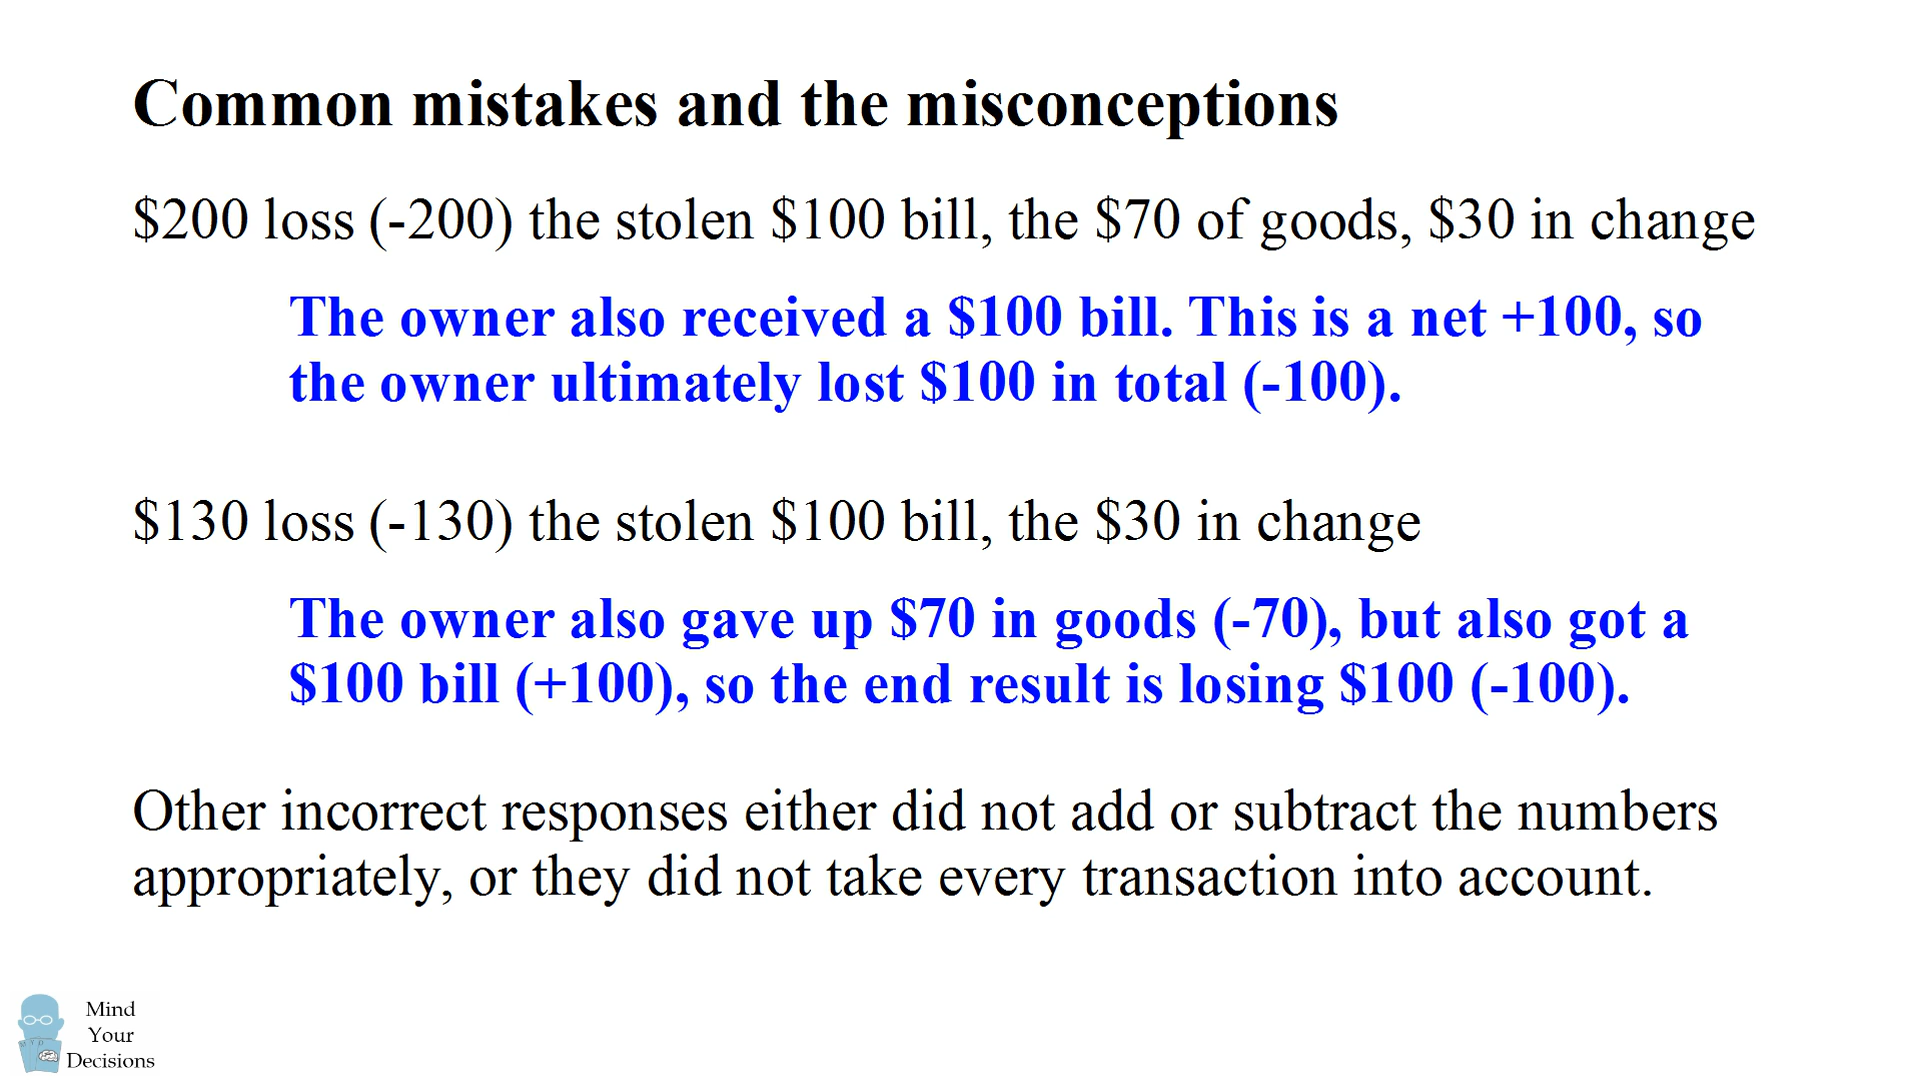 Common mistakes and the misconceptions
$200 loss (-200) the stolen $100 bill, the $70 of goods, $30 in change
The owner also received a $100 bill. This is a net +100, so
the owner ultimately lost $100 in total (-100).
$130 loss (-130) the stolen $100 bill, the $30 in change
The owner also gave up $70 in goods (-70), but also got a
$100 bill (+100), so the end result is losing $100 (-100).
Other incorrect responses either did not add or subtract the numbers
appropriately, or they did not take every transaction into account.
Mind
Your
Decisions